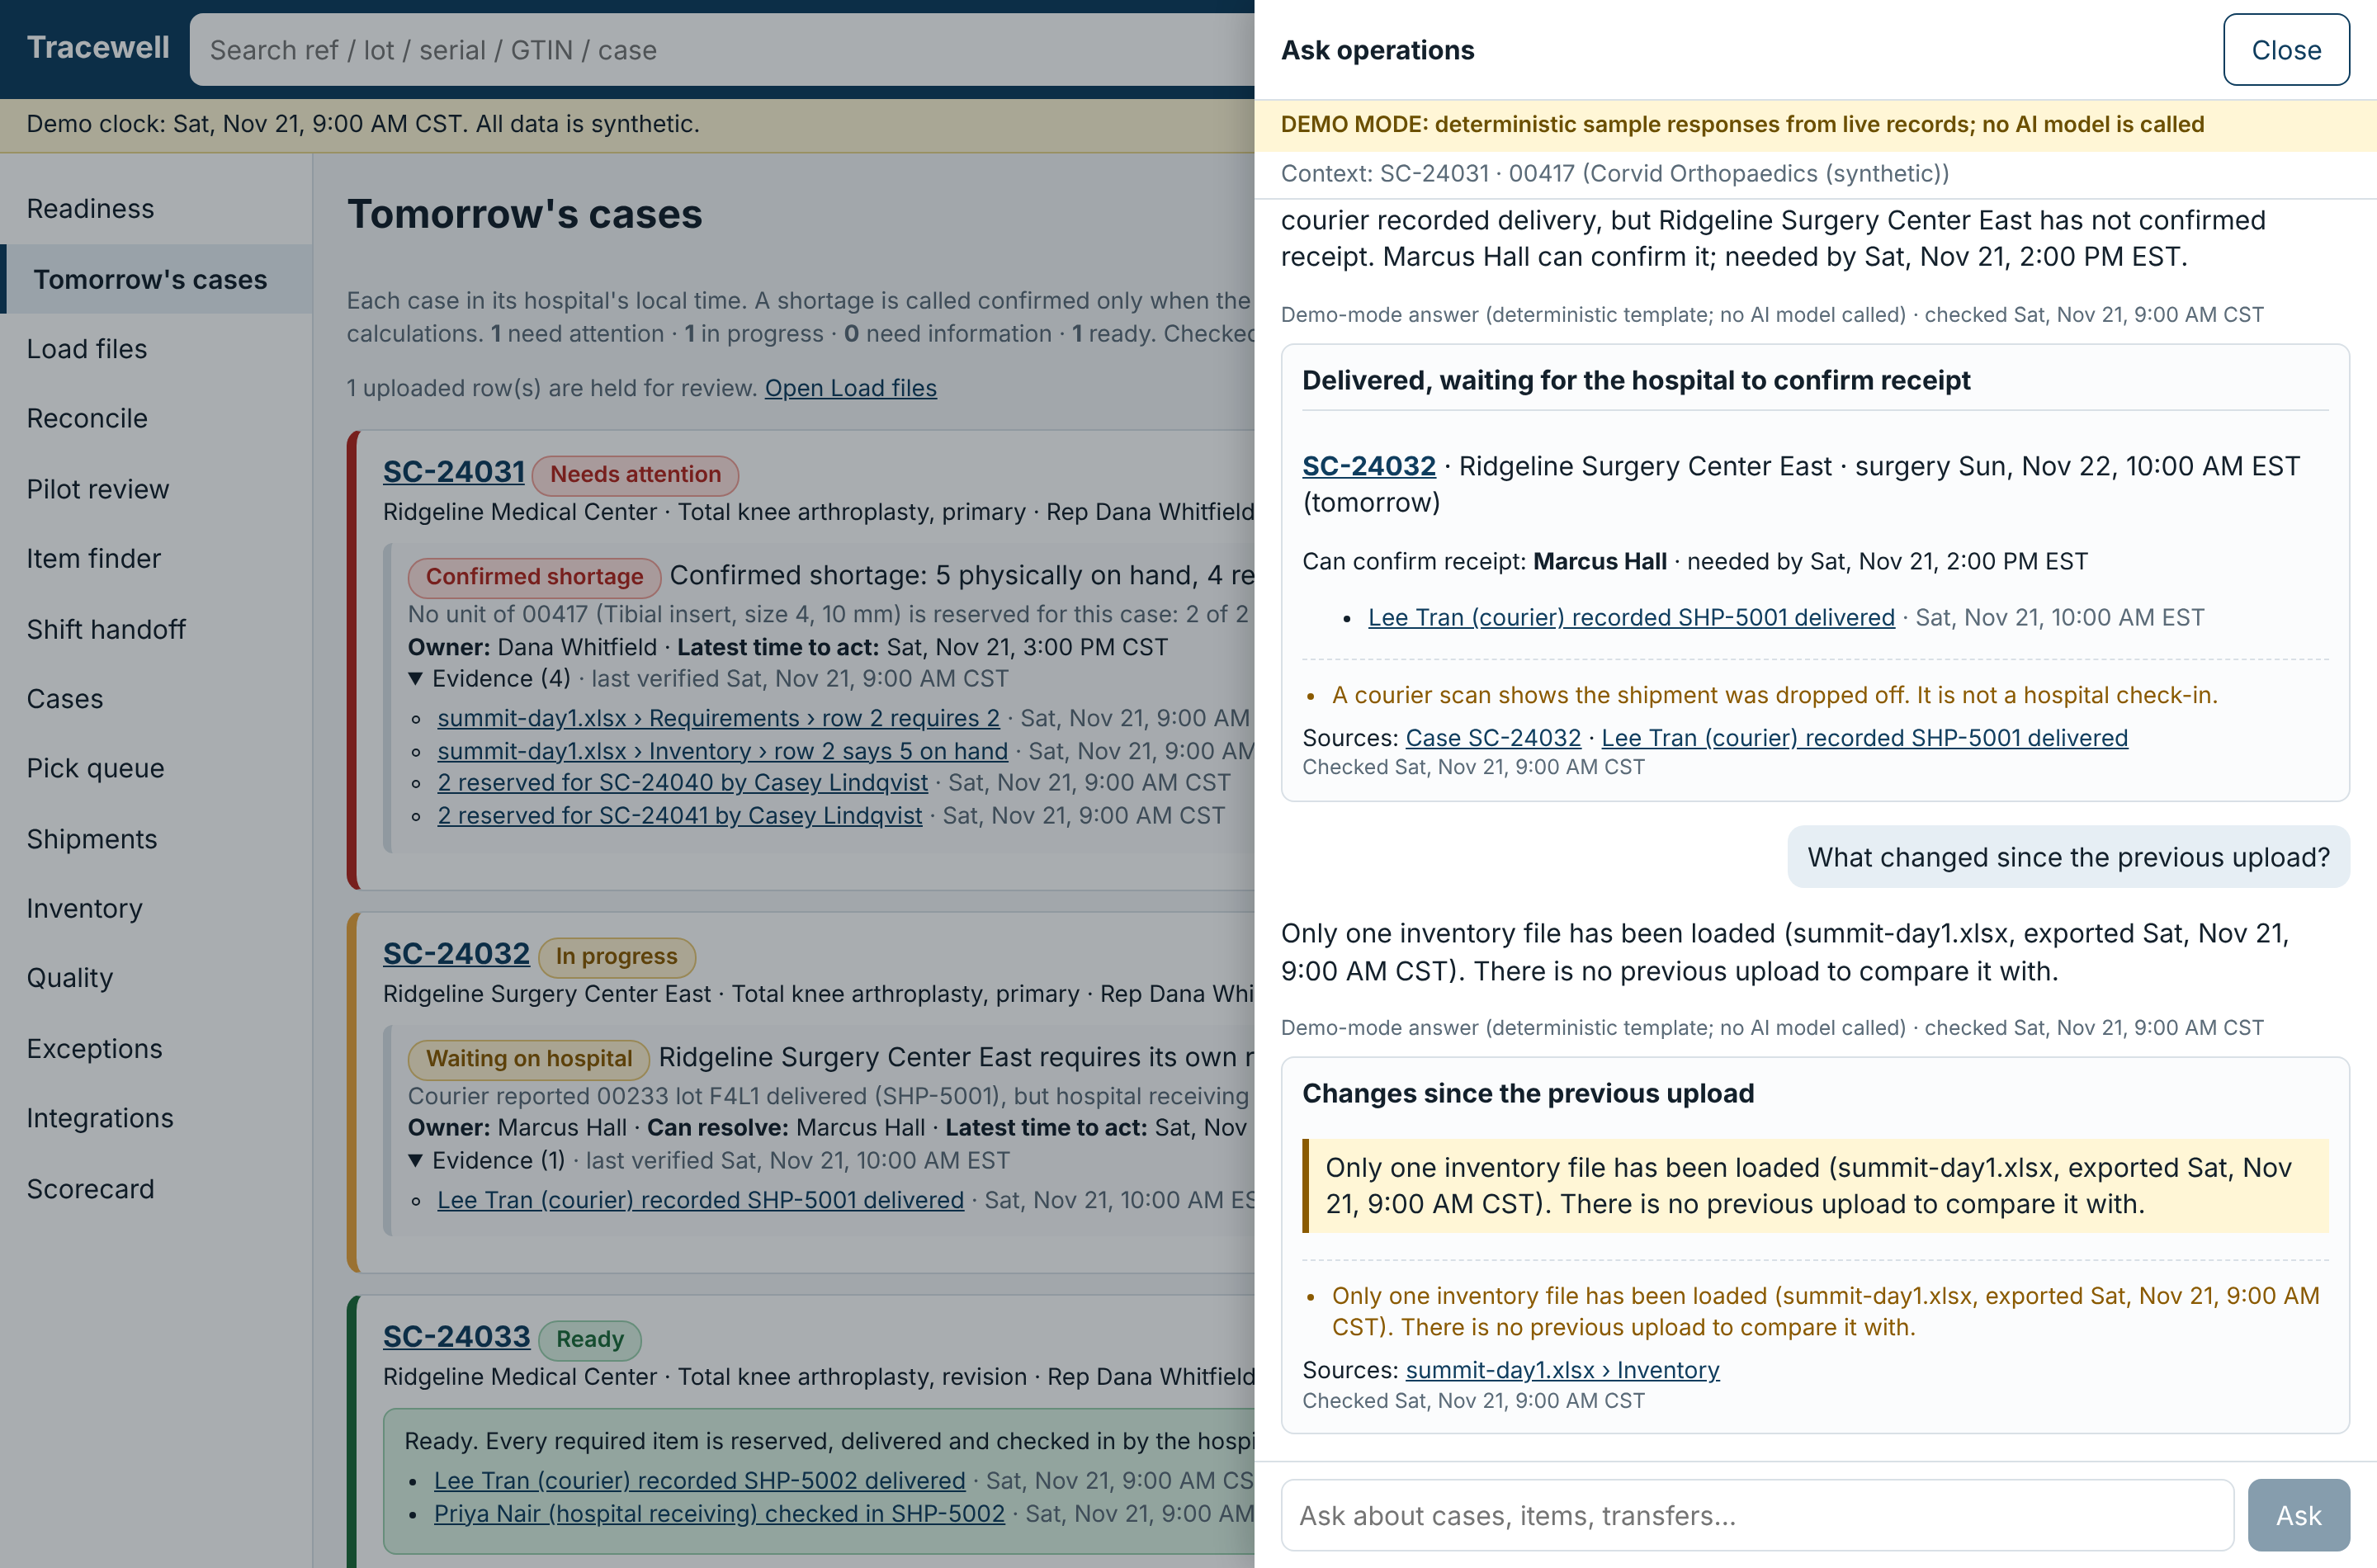 Tracewell
Search ref / lot / serial / GTIN / case
Demo clock: Sat, Nov 21, 9:00 AM CST. All data is synthetic.
Readiness
Tomorrow's cases
Load files
Reconcile
Pilot review
Item finder
Shift handoff
Cases
Pick queue
Shipments
Inventory
Quality
Exceptions
Integrations
Scorecard
Tomorrow's cases
Each case in its hospital's local time. A shortage is called confirmed only when the
calculations. 1 need attention · 1 in progress · 0 need information · 1 ready. Checked
1 uploaded row(s) are held for review. Open Load files
SC-24031 Needs attention
Ridgeline Medical Center · Total knee arthroplasty, primary · Rep Dana Whitfield
Confirmed shortage Confirmed shortage: 5 physically on hand, 4 re
No unit of 00417 (Tibial insert, size 4, 10 mm) is reserved for this case: 2 of 2
Owner: Dana Whitfield · Latest time to act: Sat, Nov 21, 3:00 PM CST
▼ Evidence (4) · last verified Sat, Nov 21, 9:00 AM CST
summit-day1.xlsx › Requirements › row 2 requires 2 · Sat, Nov 21, 9:00 AM
summit-day1.xlsx › Inventory › row 2 says 5 on hand · Sat, Nov 21, 9:00 AM
2 reserved for SC-24040 by Casey Lindqvist · Sat, Nov 21, 9:00 AM CST
2 reserved for SC-24041 by Casey Lindqvist · Sat, Nov 21, 9:00 AM CST
SC-24032 In progress
Ridgeline Surgery Center East · Total knee arthroplasty, primary · Rep Dana Whi
Waiting on hospital Ridgeline Surgery Center East requires its own r
Courier reported 00233 lot F4L1 delivered (SHP-5001), but hospital receiving
Owner: Marcus Hall · Can resolve: Marcus Hall · Latest time to act: Sat, Nov
▼ Evidence (1) · last verified Sat, Nov 21, 10:00 AM EST
Lee Tran (courier) recorded SHP-5001 delivered · Sat, Nov 21, 10:00 AM ES
SC-24033 Ready
Ridgeline Medical Center · Total knee arthroplasty, revision · Rep Dana Whitfield
Ready. Every required item is reserved, delivered and checked in by the hospi
Lee Tran (courier) recorded SHP-5002 delivered · Sat, Nov 21, 9:00 AM CS
Priya Nair (hospital receiving) checked in SHP-5002 · Sat, Nov 21, 9:00 AM
Ask operations
Close
DEMO MODE: deterministic sample responses from live records; no AI model is called
Context: SC-24031 · 00417 (Corvid Orthopaedics (synthetic))
courier recorded delivery, but Ridgeline Surgery Center East has not confirmed
receipt. Marcus Hall can confirm it; needed by Sat, Nov 21, 2:00 PM EST.
Demo-mode answer (deterministic template; no AI model called) · checked Sat, Nov 21, 9:00 AM CST
Delivered, waiting for the hospital to confirm receipt
SC-24032 · Ridgeline Surgery Center East · surgery Sun, Nov 22, 10:00 AM EST
(tomorrow)
Can confirm receipt: Marcus Hall · needed by Sat, Nov 21, 2:00 PM EST
Lee Tran (courier) recorded SHP-5001 delivered · Sat, Nov 21, 10:00 AM EST
A courier scan shows the shipment was dropped off. It is not a hospital check-in.
Sources: Case SC-24032 · Lee Tran (courier) recorded SHP-5001 delivered
Checked Sat, Nov 21, 9:00 AM CST
What changed since the previous upload?
Only one inventory file has been loaded (summit-day1.xlsx, exported Sat, Nov 21,
9:00 AM CST). There is no previous upload to compare it with.
Demo-mode answer (deterministic template; no AI model called) · checked Sat, Nov 21, 9:00 AM CST
Changes since the previous upload
Only one inventory file has been loaded (summit-day1.xlsx, exported Sat, Nov
21, 9:00 AM CST). There is no previous upload to compare it with.
Only one inventory file has been loaded (summit-day1.xlsx, exported Sat, Nov 21, 9:00 AM
CST). There is no previous upload to compare it with.
Sources: summit-day1.xlsx › Inventory
Checked Sat, Nov 21, 9:00 AM CST
Ask about cases, items, transfers...
Ask